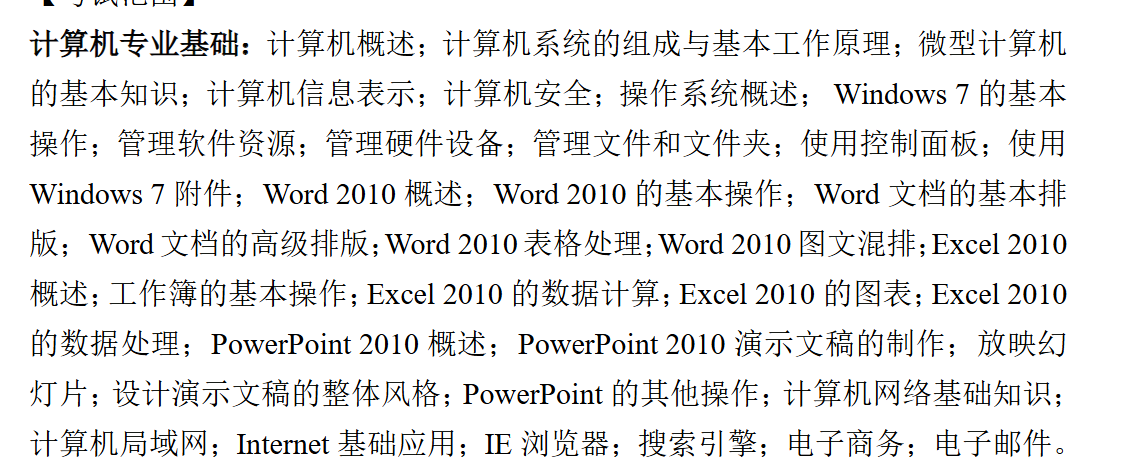 【考试范围】
计算机专业基础：计算机概述；计算机系统的组成与基本工作原理；微型计算机
的基本知识；计算机信息表示；计算机安全；操作系统概述； Windows 7 的基本
操作；管理软件资源；管理硬件设备；管理文件和文件夹；使用控制面板；使用
Windows 7 附件；Word 2010 概述；Word 2010 的基本操作；Word 文档的基本排
版；Word 文档的高级排版；Word 2010 表格处理；Word 2010 图文混排；Excel 2010
概述；工作簿的基本操作；Excel 2010 的数据计算；Excel 2010 的图表；Excel 2010
的数据处理；PowerPoint 2010 概述；PowerPoint 2010 演示文稿的制作；放映幻
灯片；设计演示文稿的整体风格；PowerPoint 的其他操作；计算机网络基础知识；
计算机局域网；Internet 基础应用；IE 浏览器；搜索引擎；电子商务；电子邮件。